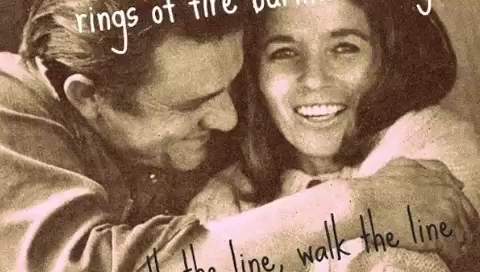 rings of fire
the line, walk the line